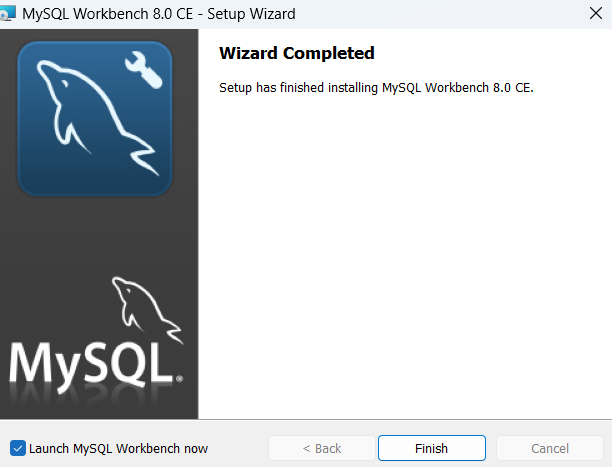 MySQL Workbench 8.0 CE - Setup Wizard
Wizard Completed
Setup has finished installing MySQL Workbench 8.0 CE.
MySQL®
Launch MySQL Workbench now
< Back
Finish
Cancel